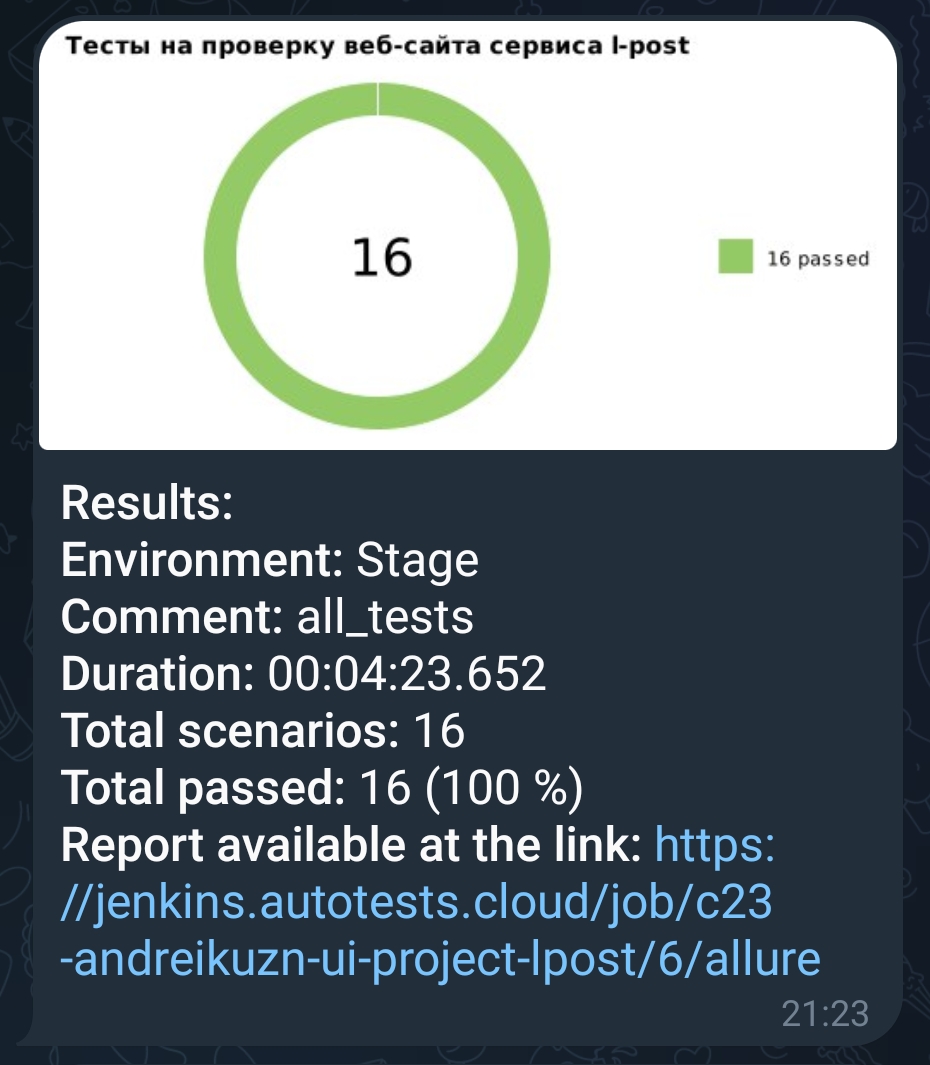 Тесты на проверку веб-сайта сервиса l-post
16
16 passed
Results:
Environment: Stage
Comment: all_tests
Duration: 00:04:23.652
Total scenarios: 16
Total passed: 16 (100 %)
Report available at the link: https:
//jenkins.autotests.cloud/job/c23
-andreikuzn-ui-project-lpost/6/allure
21:23